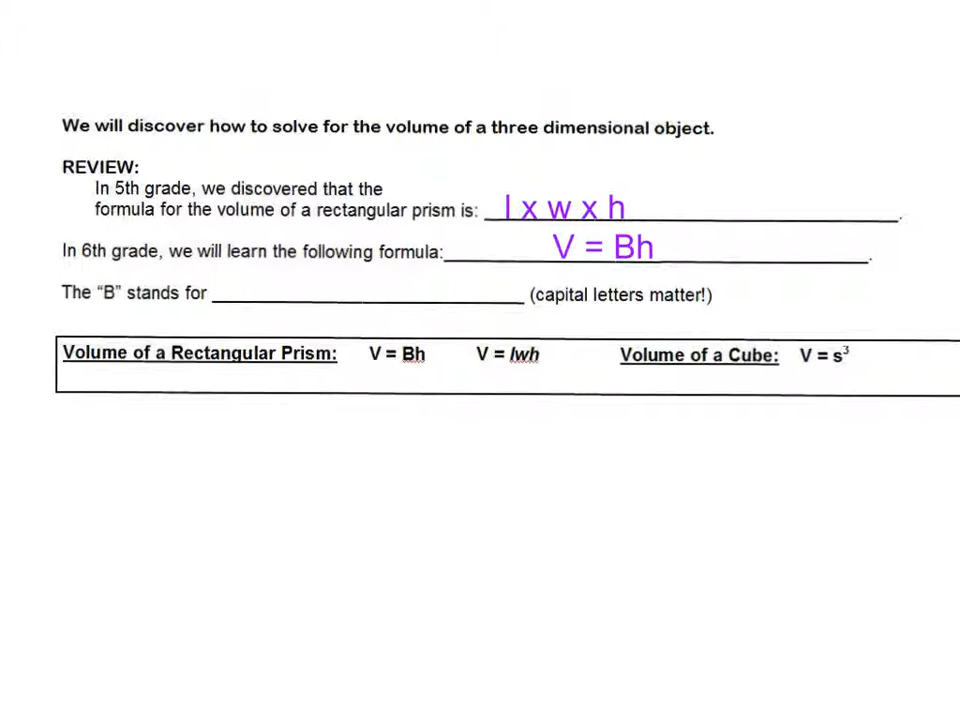 We will discover how to solve for the volume of a three dimensional object.
REVIEW:
In 5th grade, we discovered that the
formula for the volume of a rectangular prism is: l x w x h.
In 6th grade, we will learn the following formula: V = Bh.
The “B” stands for ________________ (capital letters matter!)
Volume of a Rectangular Prism: V = Bh V = lwh Volume of a Cube: V = s³